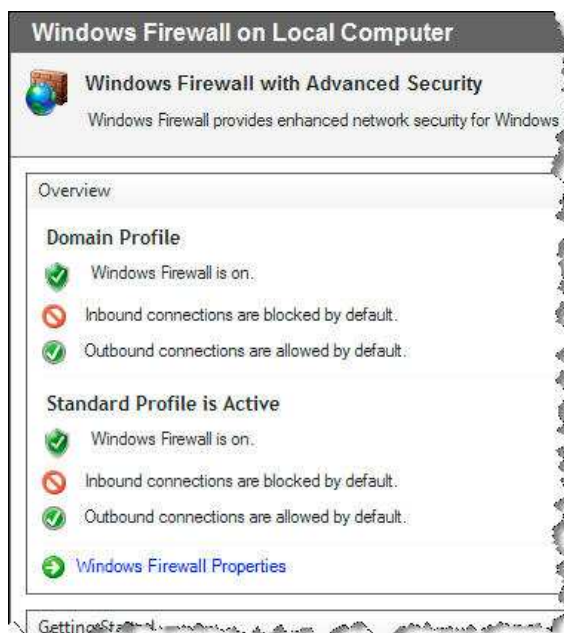 Windows Firewall on Local Computer
Windows Firewall with Advanced Security
Windows Firewall provides enhanced network security for Windows
Overview
Domain Profile
Windows Firewall is on.
Inbound connections are blocked by default.
Outbound connections are allowed by default.
Standard Profile is Active
Windows Firewall is on.
Inbound connections are blocked by default.
Outbound connections are allowed by default.
Windows Firewall Properties
Getting Started